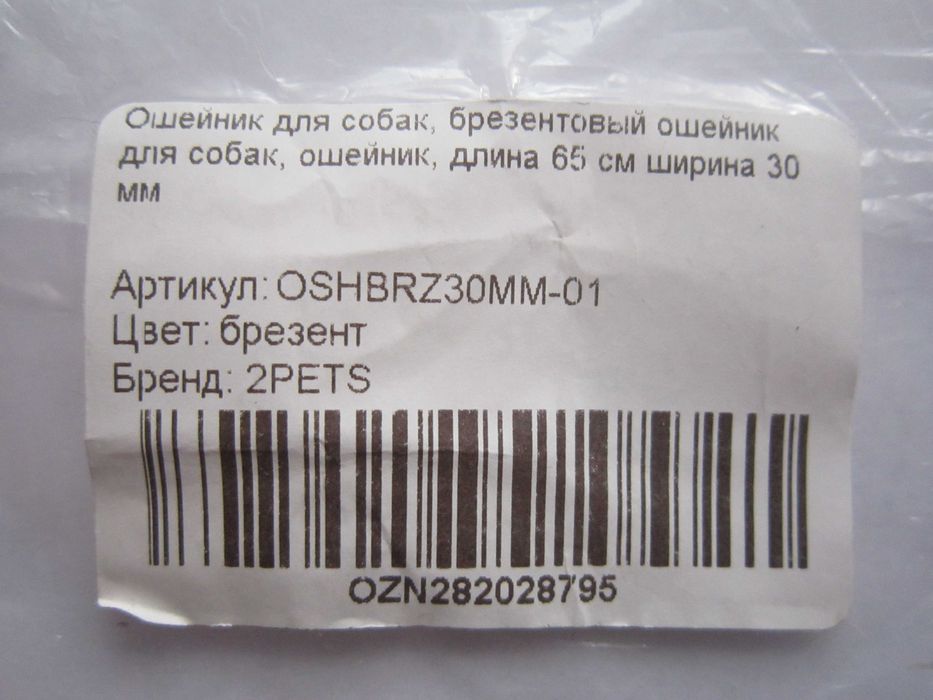 Ошейник для собак, брезентовый ошейник
для собак, ошейник, длина 65 см ширина 30
мм
Артикул: OSHBRZ30MM-01
Цвет: брезент
Бренд: 2PETS
OZN282028795